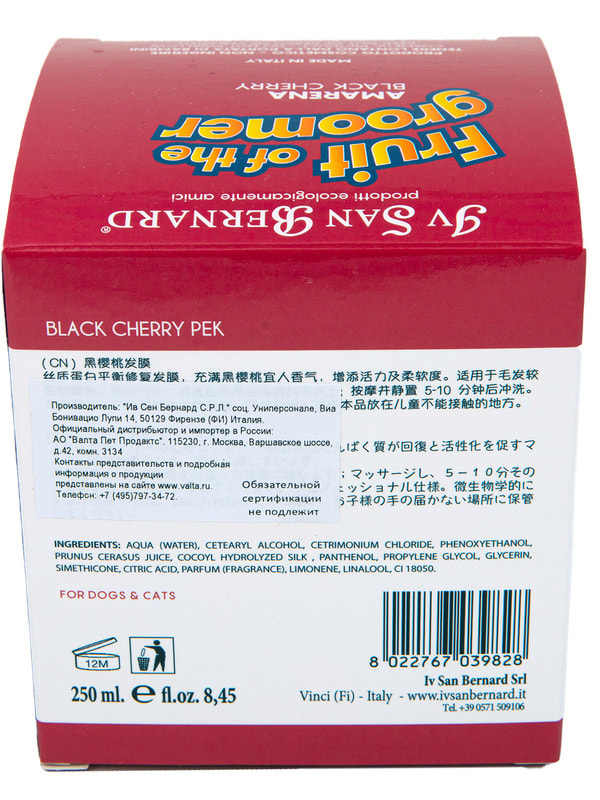 PRODOTTO COSMETICO - NON INGERIRE
MADE IN ITALY
BLACK CHERRY
AMARENA
Fruit of the
groomer
prodotti ecologicamente amici
IV SAN BERNARD®
BLACK CHERRY PEK
(CN) 黑樱桃发膜
丝质蛋白平衡修复发膜，充满黑樱桃宜人香气，增添活力及柔软度。适用于毛发较
；按摩并静置 5-10 分钟后冲洗。
本品放在儿童不能接触的地方。
んぱく質が回復と活性化を促すマ
；マッサージし、５－１０分その
ェッショナル仕様。微生物学的に
お子様の手の届かない場所に保管
Производитель: "Ив Сен Бернард С.Р.Л." соц. Униперсонале, Виа
Бонивацио Лупи 14, 50129 Фирензе (ФИ) Италия.
Официальный дистрибьютор и импортер в России:
АО "Валта Пет Продактс". 115230, г. Москва, Варшавское шоссе,
д.42, комн. 3134
Контакты представительств и подробная
информация о продукции
представлены на сайте www.valta.ru.
Телефон: +7 (495)797-34-72.
Обязательной
сертификации
не подлежит
INGREDIENTS: AQUA (WATER), CETEARYL ALCOHOL, CETRIMONIUM CHLORIDE, PHENOXYETHANOL,
PRUNUS CERASUS JUICE, COCOYL HYDROLYZED SILK , PANTHENOL, PROPYLENE GLYCOL, GLYCERIN,
SIMETHICONE, CITRIC ACID, PARFUM (FRAGRANCE), LIMONENE, LINALOOL, CI 18050.
FOR DOGS & CATS
12M
250 ml. ℮ fl.oz. 8,45
8 022767 039828
Iv San Bernard Srl
Vinci (Fi) - Italy - www.ivsanbernard.it
Tel. +39 0571 509106